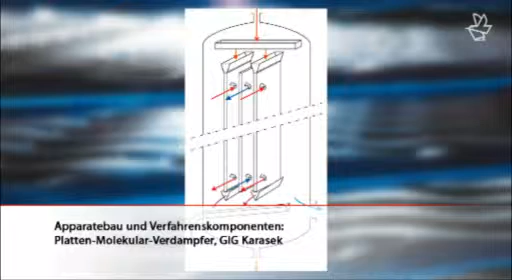 Apparatebau und Verfahrenskomponenten:
Platten-Molekular-Verdampfer, GIG Karasek